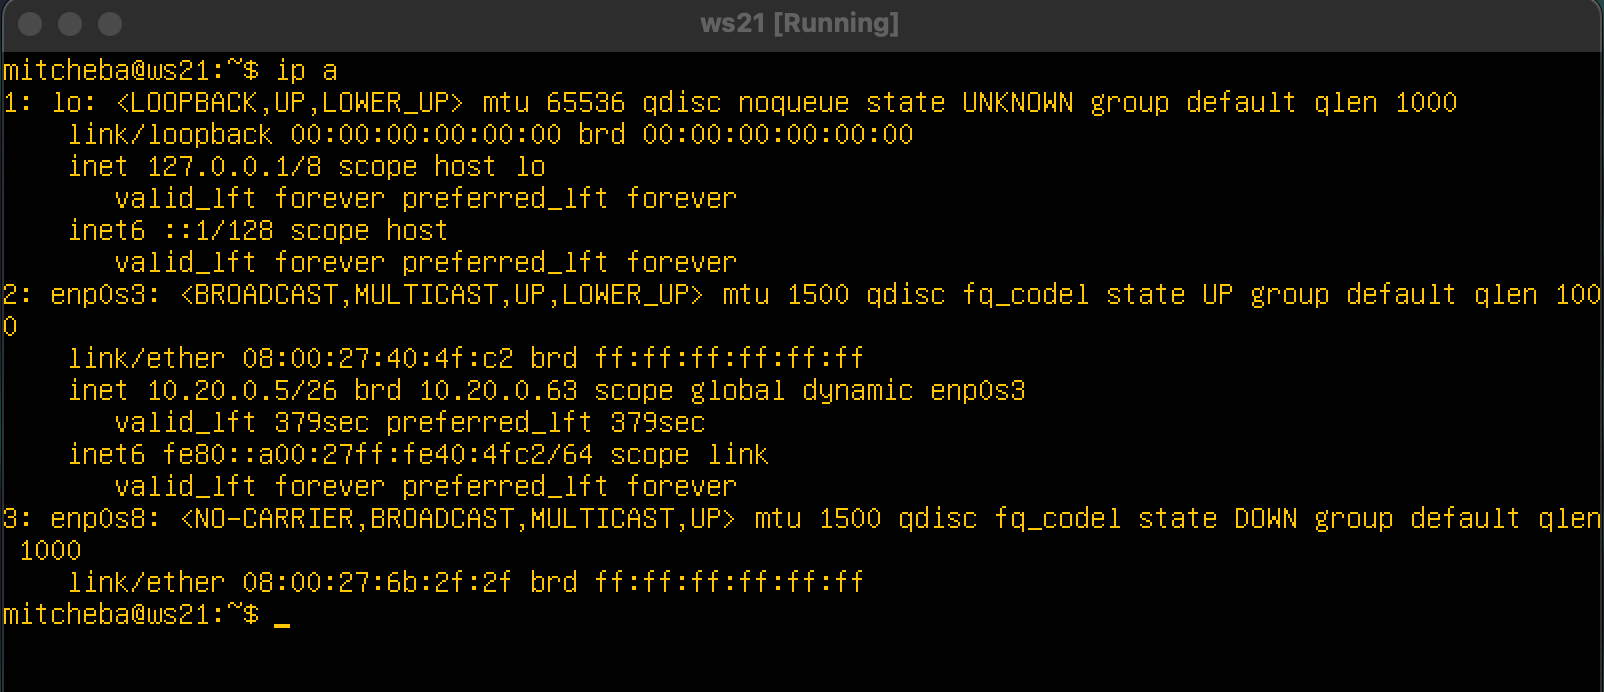 ws21 [Running]
mitcheba@ws21:~$ ip a
1: lo: <LOOPBACK,UP,LOWER_UP> mtu 65536 qdisc noqueue state UNKNOWN group default qlen 1000
    link/loopback 00:00:00:00:00:00 brd 00:00:00:00:00:00
    inet 127.0.0.1/8 scope host lo
       valid_lft forever preferred_lft forever
    inet6 ::1/128 scope host
       valid_lft forever preferred_lft forever
2: enp0s3: <BROADCAST,MULTICAST,UP,LOWER_UP> mtu 1500 qdisc fq_codel state UP group default qlen 100
0
    link/ether 08:00:27:40:4f:c2 brd ff:ff:ff:ff:ff:ff
    inet 10.20.0.5/26 brd 10.20.0.63 scope global dynamic enp0s3
       valid_lft 379sec preferred_lft 379sec
    inet6 fe80::a00:27ff:fe40:4fc2/64 scope link
       valid_lft forever preferred_lft forever
3: enp0s8: <NO-CARRIER,BROADCAST,MULTICAST,UP> mtu 1500 qdisc fq_codel state DOWN group default qlen
 1000
    link/ether 08:00:27:6b:2f:2f brd ff:ff:ff:ff:ff:ff
mitcheba@ws21:~$ _